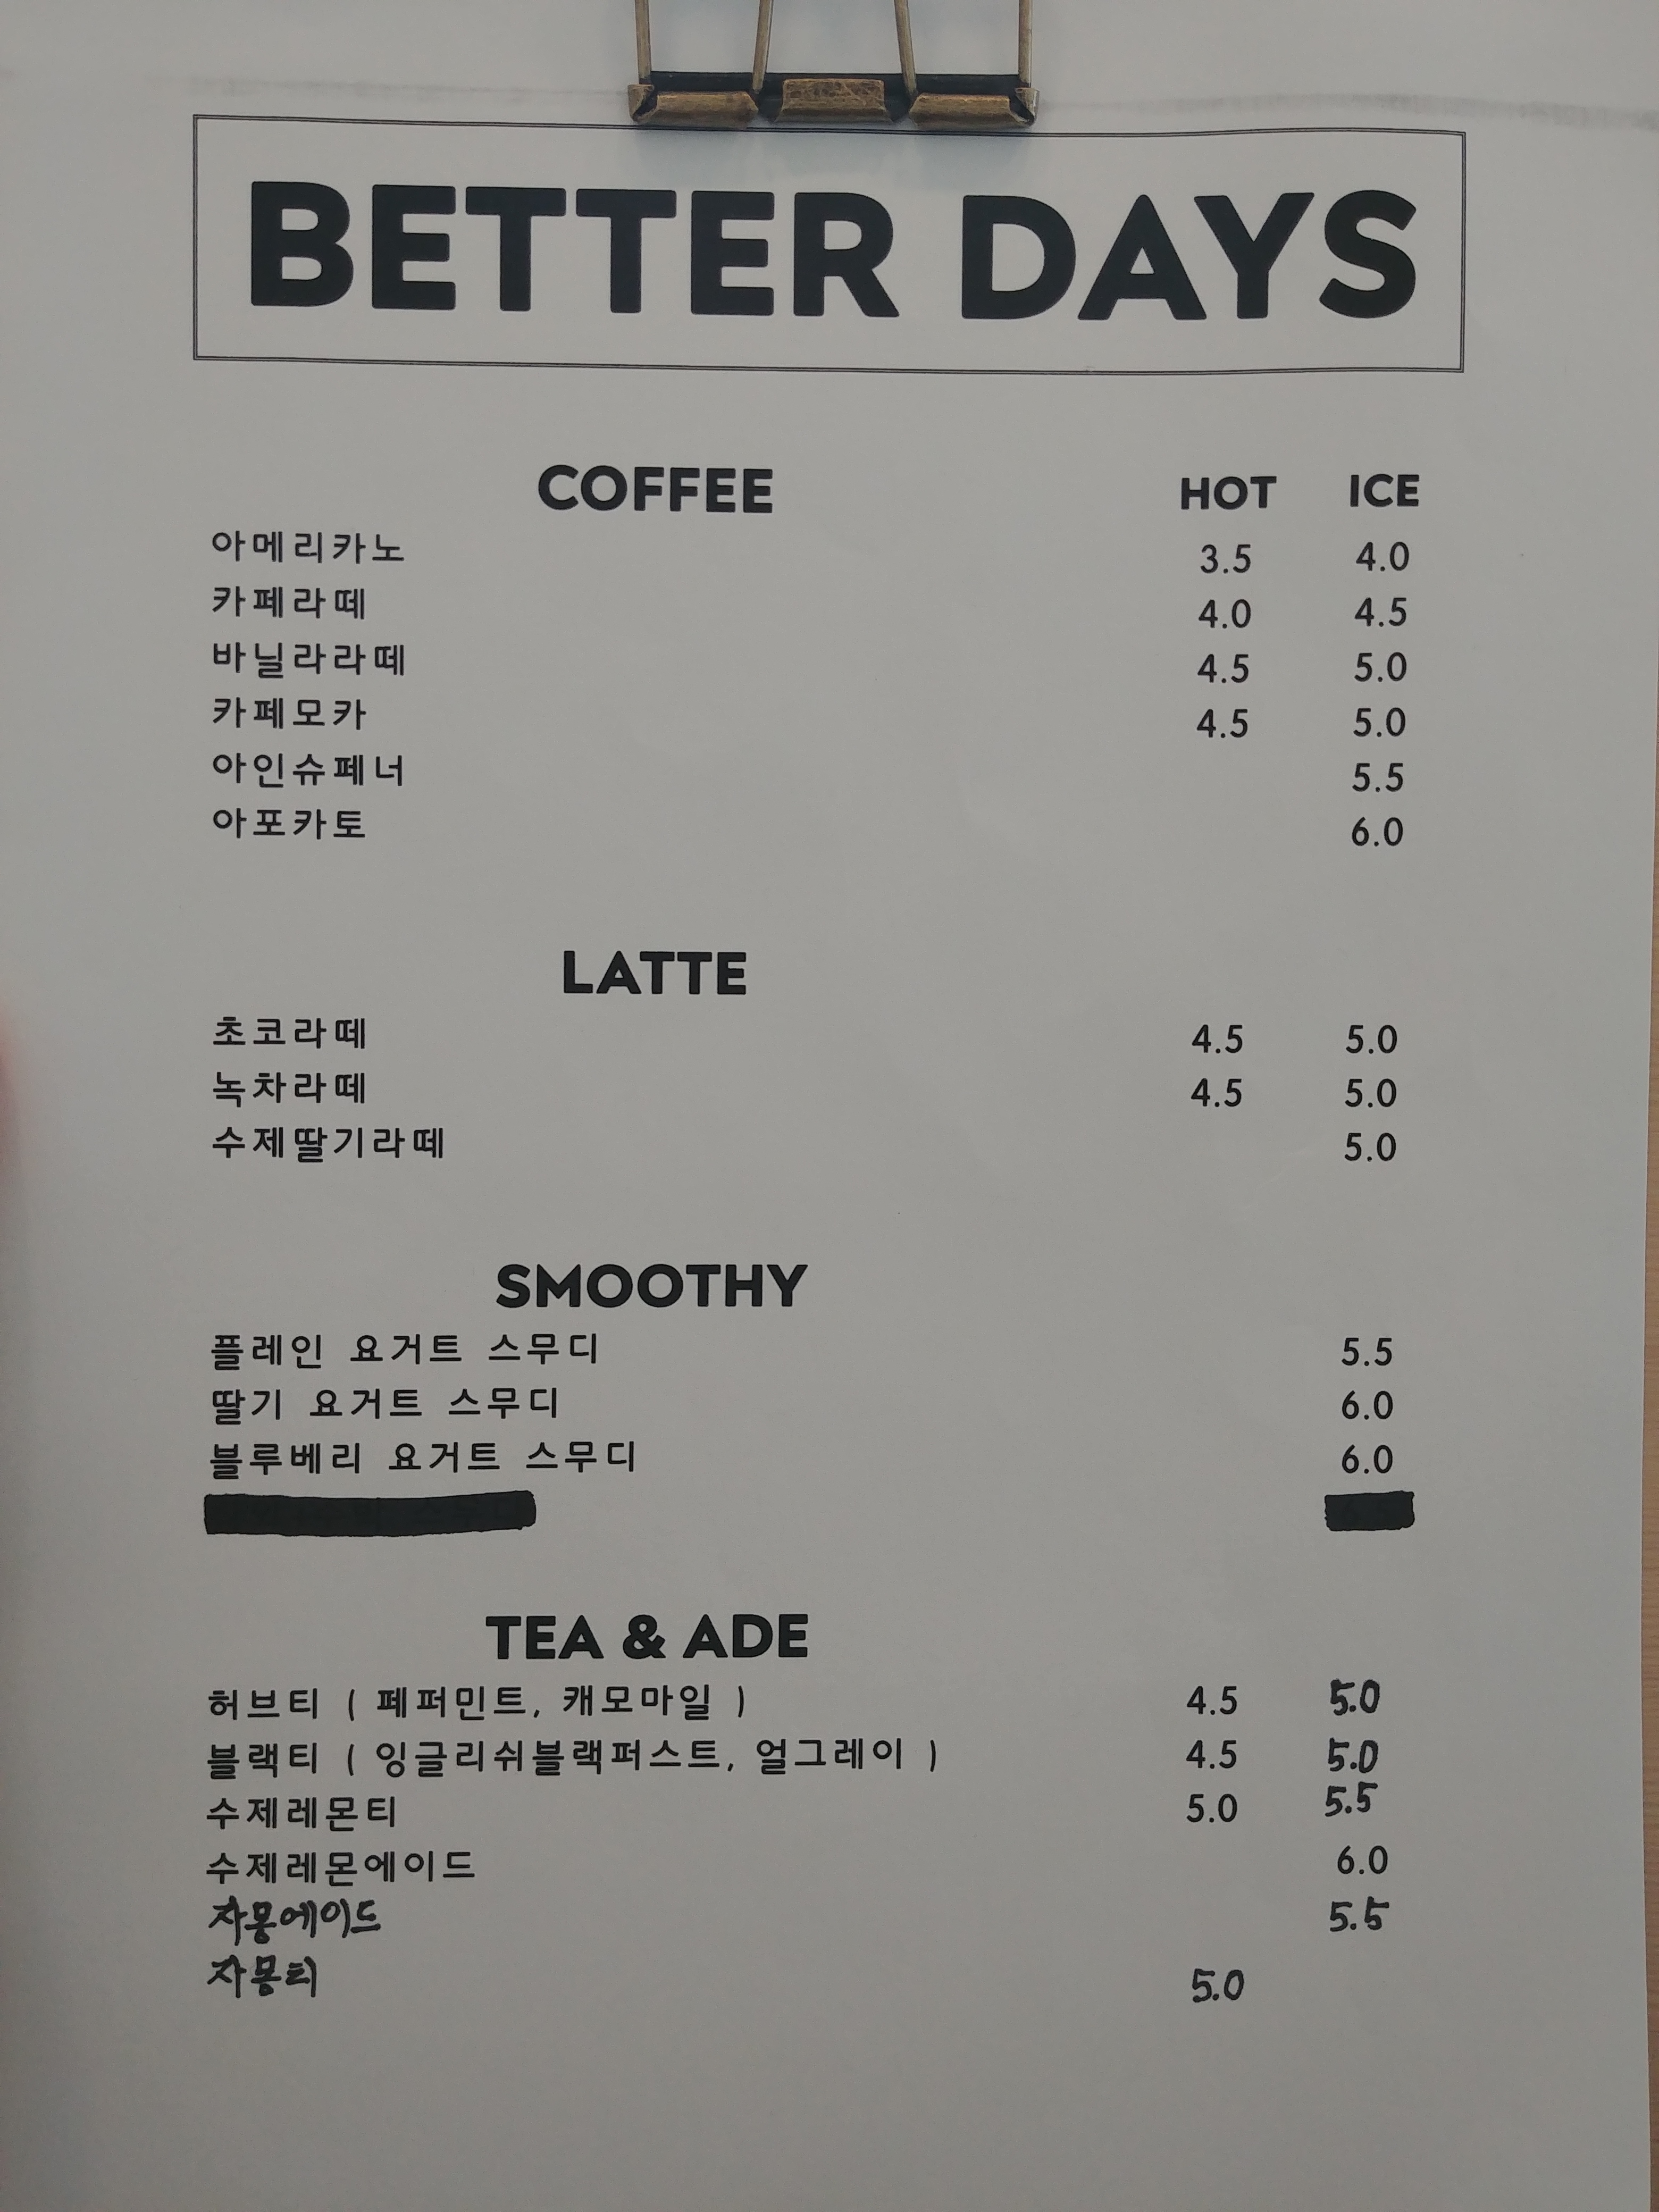 BETTER DAYS
COFFEE HOT ICE
아메리카노 3.5 4.0
카페라떼 4.0 4.5
바닐라라떼 4.5 5.0
카페모카 4.5 5.0
아인슈페너 5.5
아포카토 6.0
LATTE
초코라떼 4.5 5.0
녹차라떼 4.5 5.0
수제딸기라떼 5.0
SMOOTHY
플레인 요거트 스무디 5.5
딸기 요거트 스무디 6.0
블루베리 요거트 스무디 6.0
TEA & ADE
허브티 ( 페퍼민트, 캐모마일 ) 4.5 5.0
블랙티 ( 잉글리쉬블랙퍼스트, 얼그레이 ) 4.5 5.0
수제레몬티 5.0 5.5
수제레몬에이드 6.0
자몽에이드 5.5
자몽티 5.0